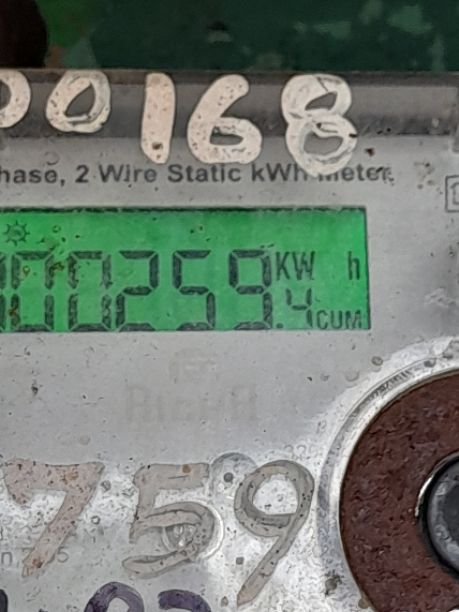 00168
hase, 2 Wire Static kWh Meter
000259.4 KW h
CUM
759